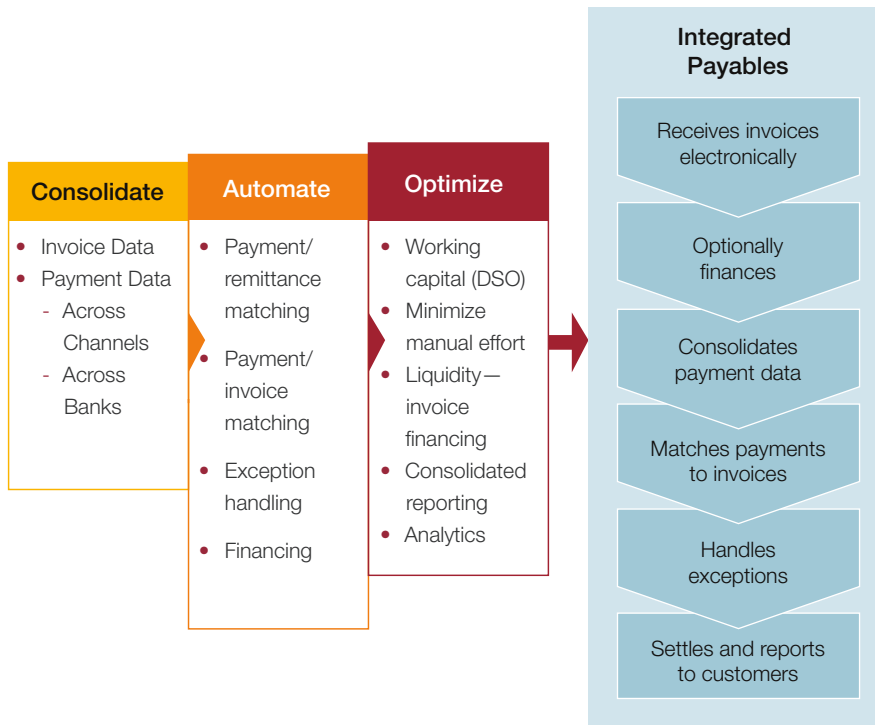 Consolidate
• Invoice Data
• Payment Data
- Across
Channels
- Across
Banks
Automate
• Payment/
remittance
matching
• Payment/
invoice
matching
• Exception
handling
• Financing
Optimize
• Working
capital (DSO)
• Minimize
manual effort
• Liquidity—
invoice
financing
• Consolidated
reporting
• Analytics
Integrated
Payables
Receives invoices
electronically
Optionally
finances
Consolidates
payment data
Matches payments
to invoices
Handles
exceptions
Settles and reports
to customers